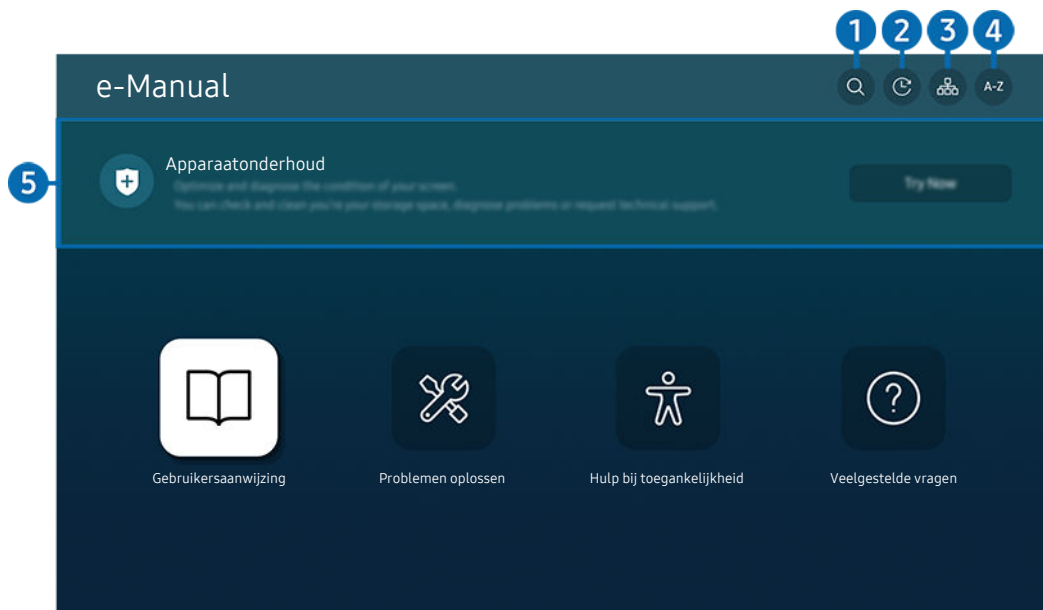 1 2 3 4
e-Manual
A-Z
5
Apparaatonderhoud
Optimize and diagnose the condition of your screen.
You can check and clean you're your storage space, diagnose problems or request technical support.
Try Now
?
Gebruikersaanwijzing
Problemen oplossen
Hulp bij toegankelijkheid
Veelgestelde vragen